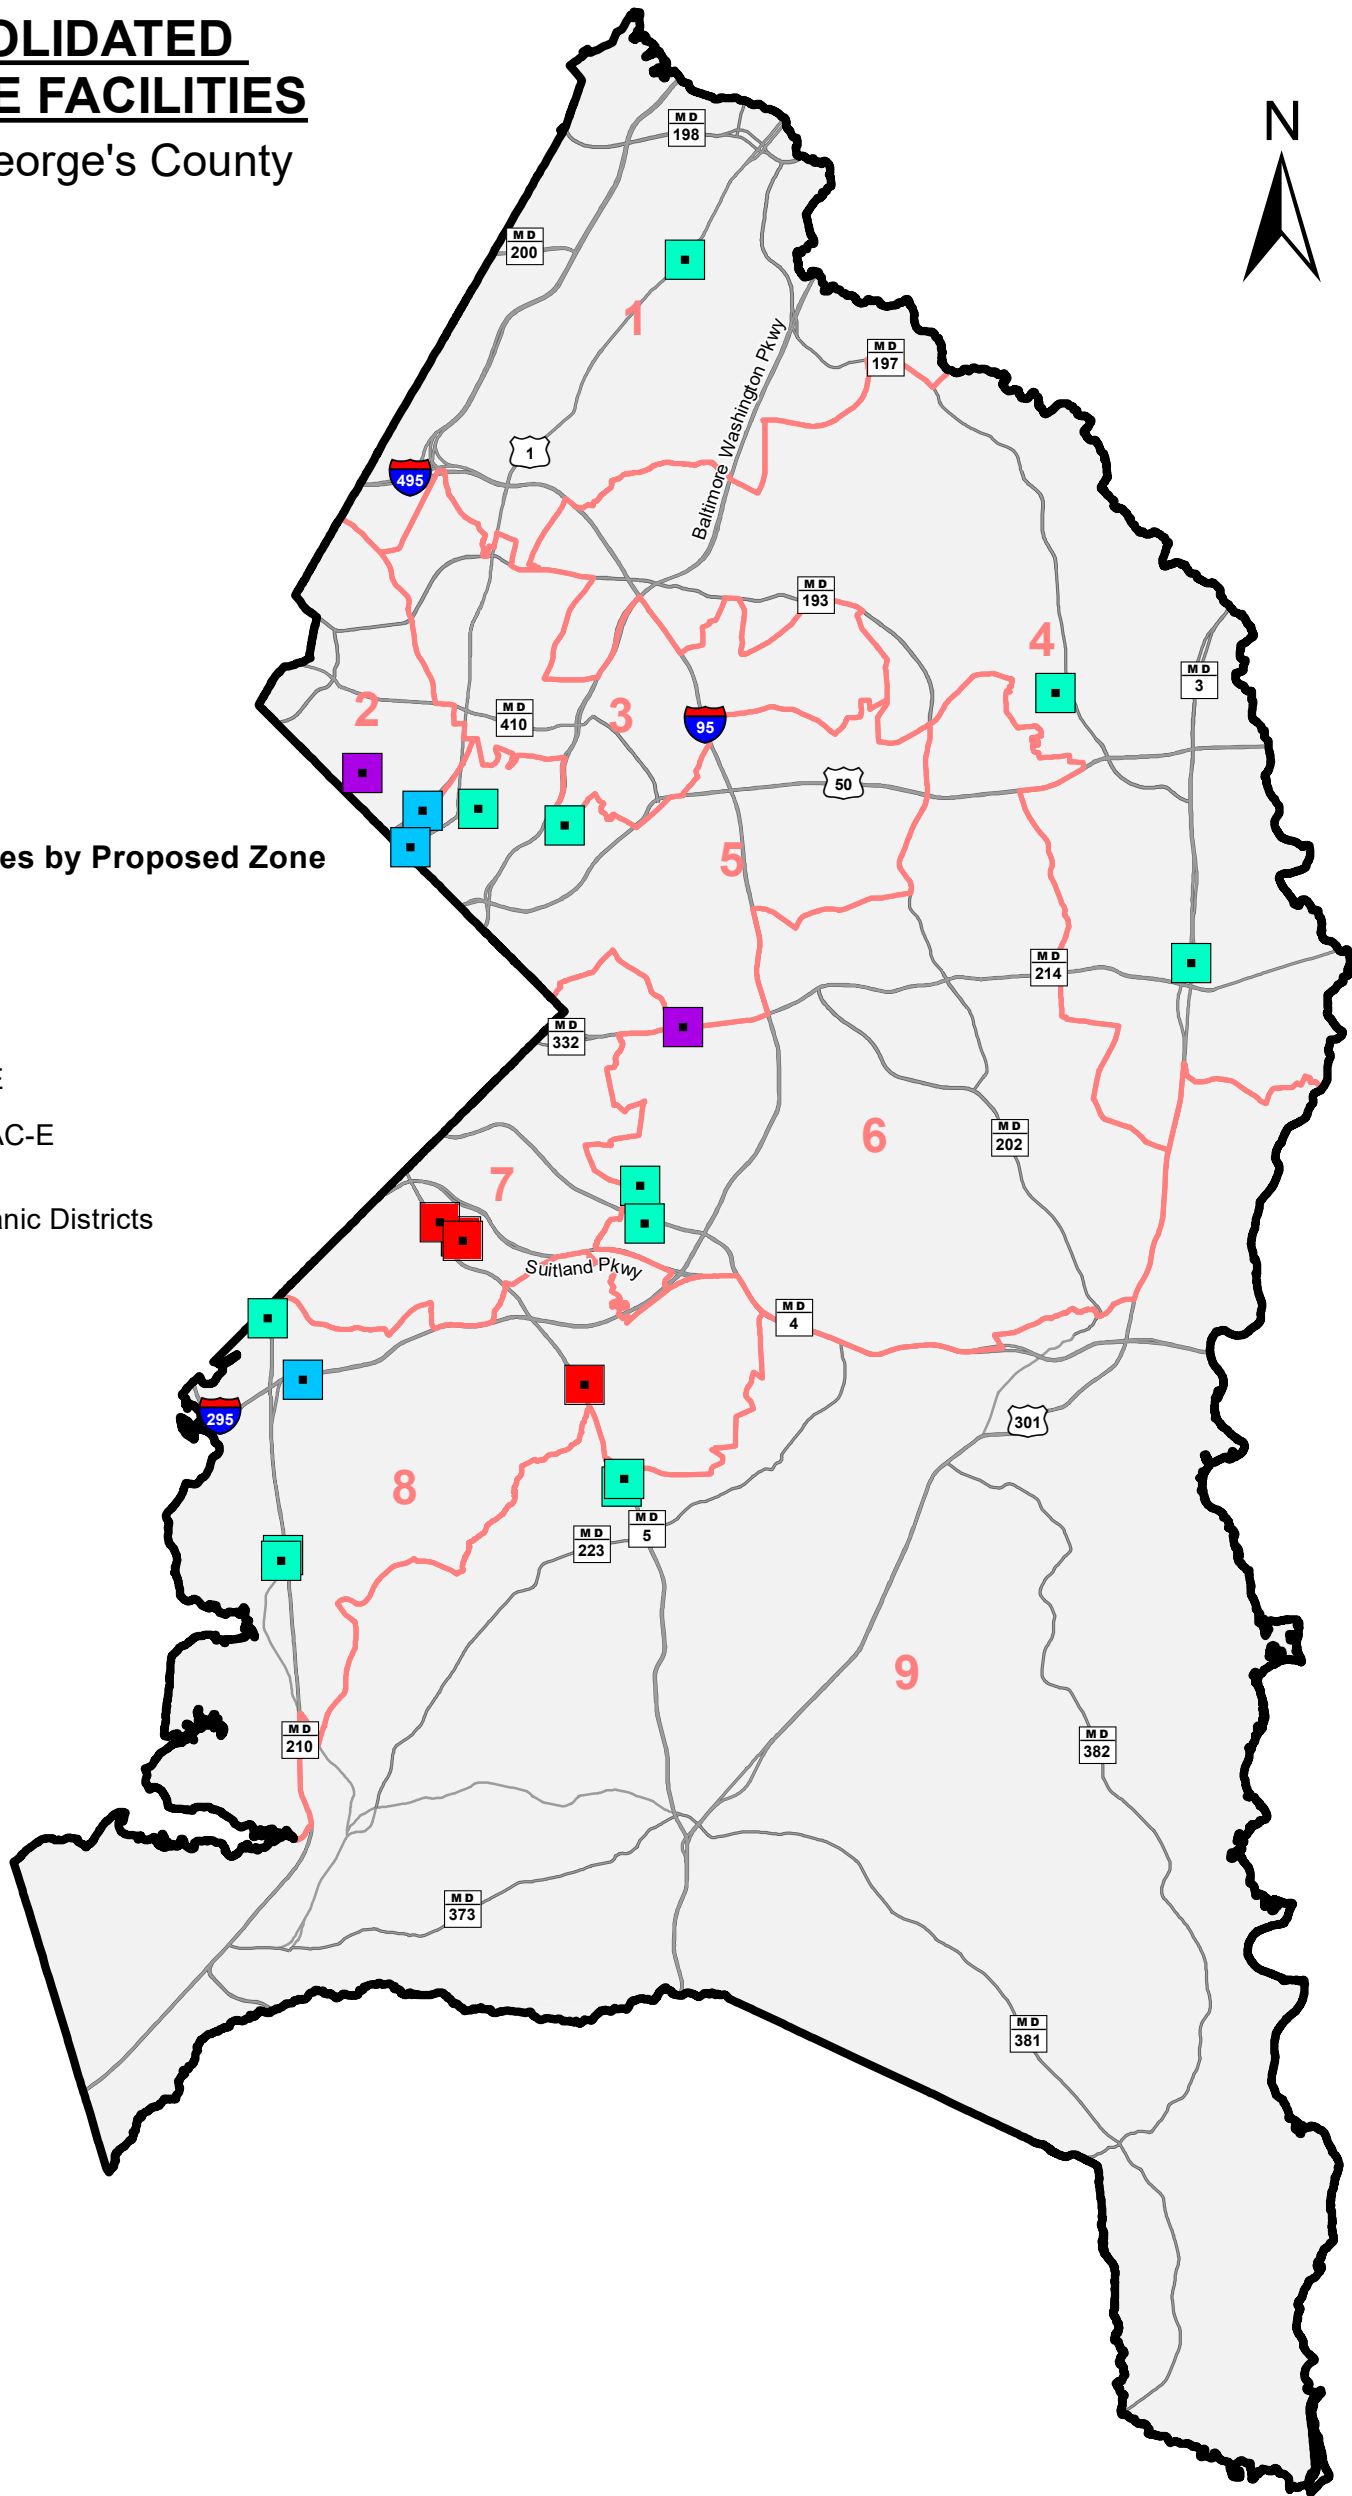 OLIDATED
E FACILITIES
eorge's County
N
MD
198
MD
200
1
MD
197
Baltimore Washington Pkwy
1
495
MD
193
4
MD
3
2
MD
410
3
95
50
es by Proposed Zone
5
MD
214
MD
332
E
AC-E
6
MD
202
7
anic Districts
Suitland Pkwy
MD
4
295
301
8
MD
5
MD
223
9
MD
210
MD
382
MD
373
MD
381